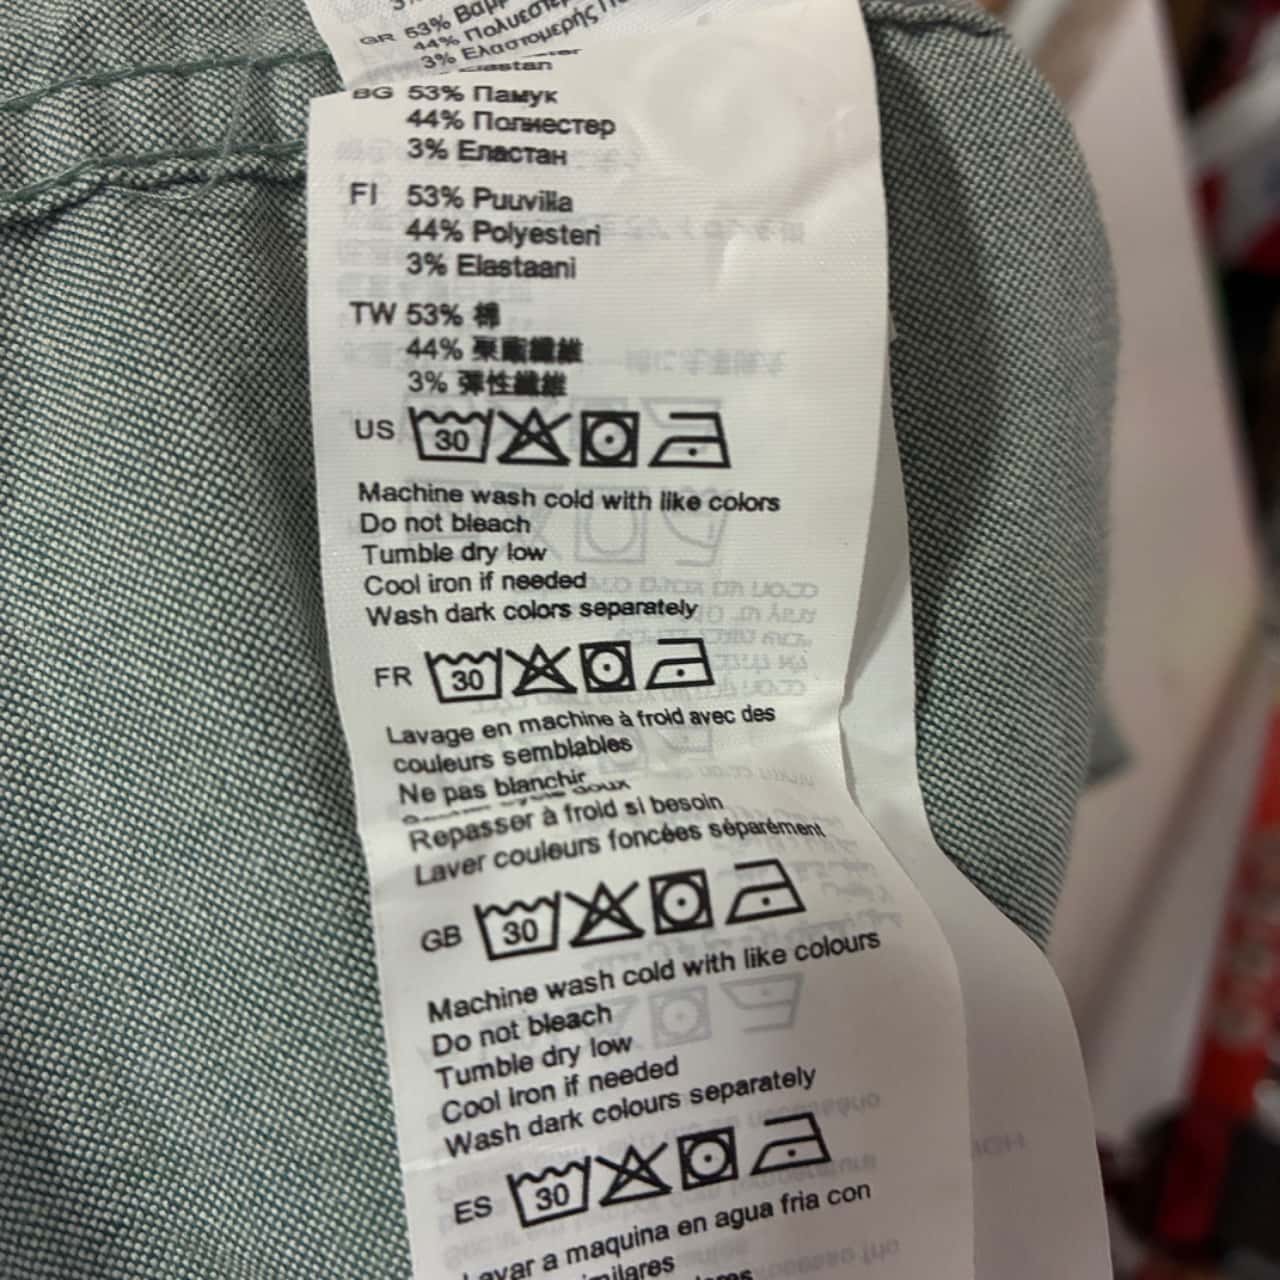 GR 53% Βαμ
44% Πολυεστε
3% Ελαστομερής
BG 53% Памук
44% Полиестер
3% Еластан
FI 53% Puuvilla
44% Polyesteri
3% Elastaani
TW 53% 棉
44% 聚酯纖維
3% 彈性纖維
US 30
Machine wash cold with like colors
Do not bleach
Tumble dry low
Cool iron if needed
Wash dark colors separately
FR 30
Lavage en machine à froid avec des
couleurs semblables
Ne pas blanchir
Repasser à froid si besoin
Laver couleurs foncées séparément
GB 30
Machine wash cold with like colours
Do not bleach
Tumble dry low
Cool iron if needed
Wash dark colours separately
ES 30
Lavar a maquina en agua fria con